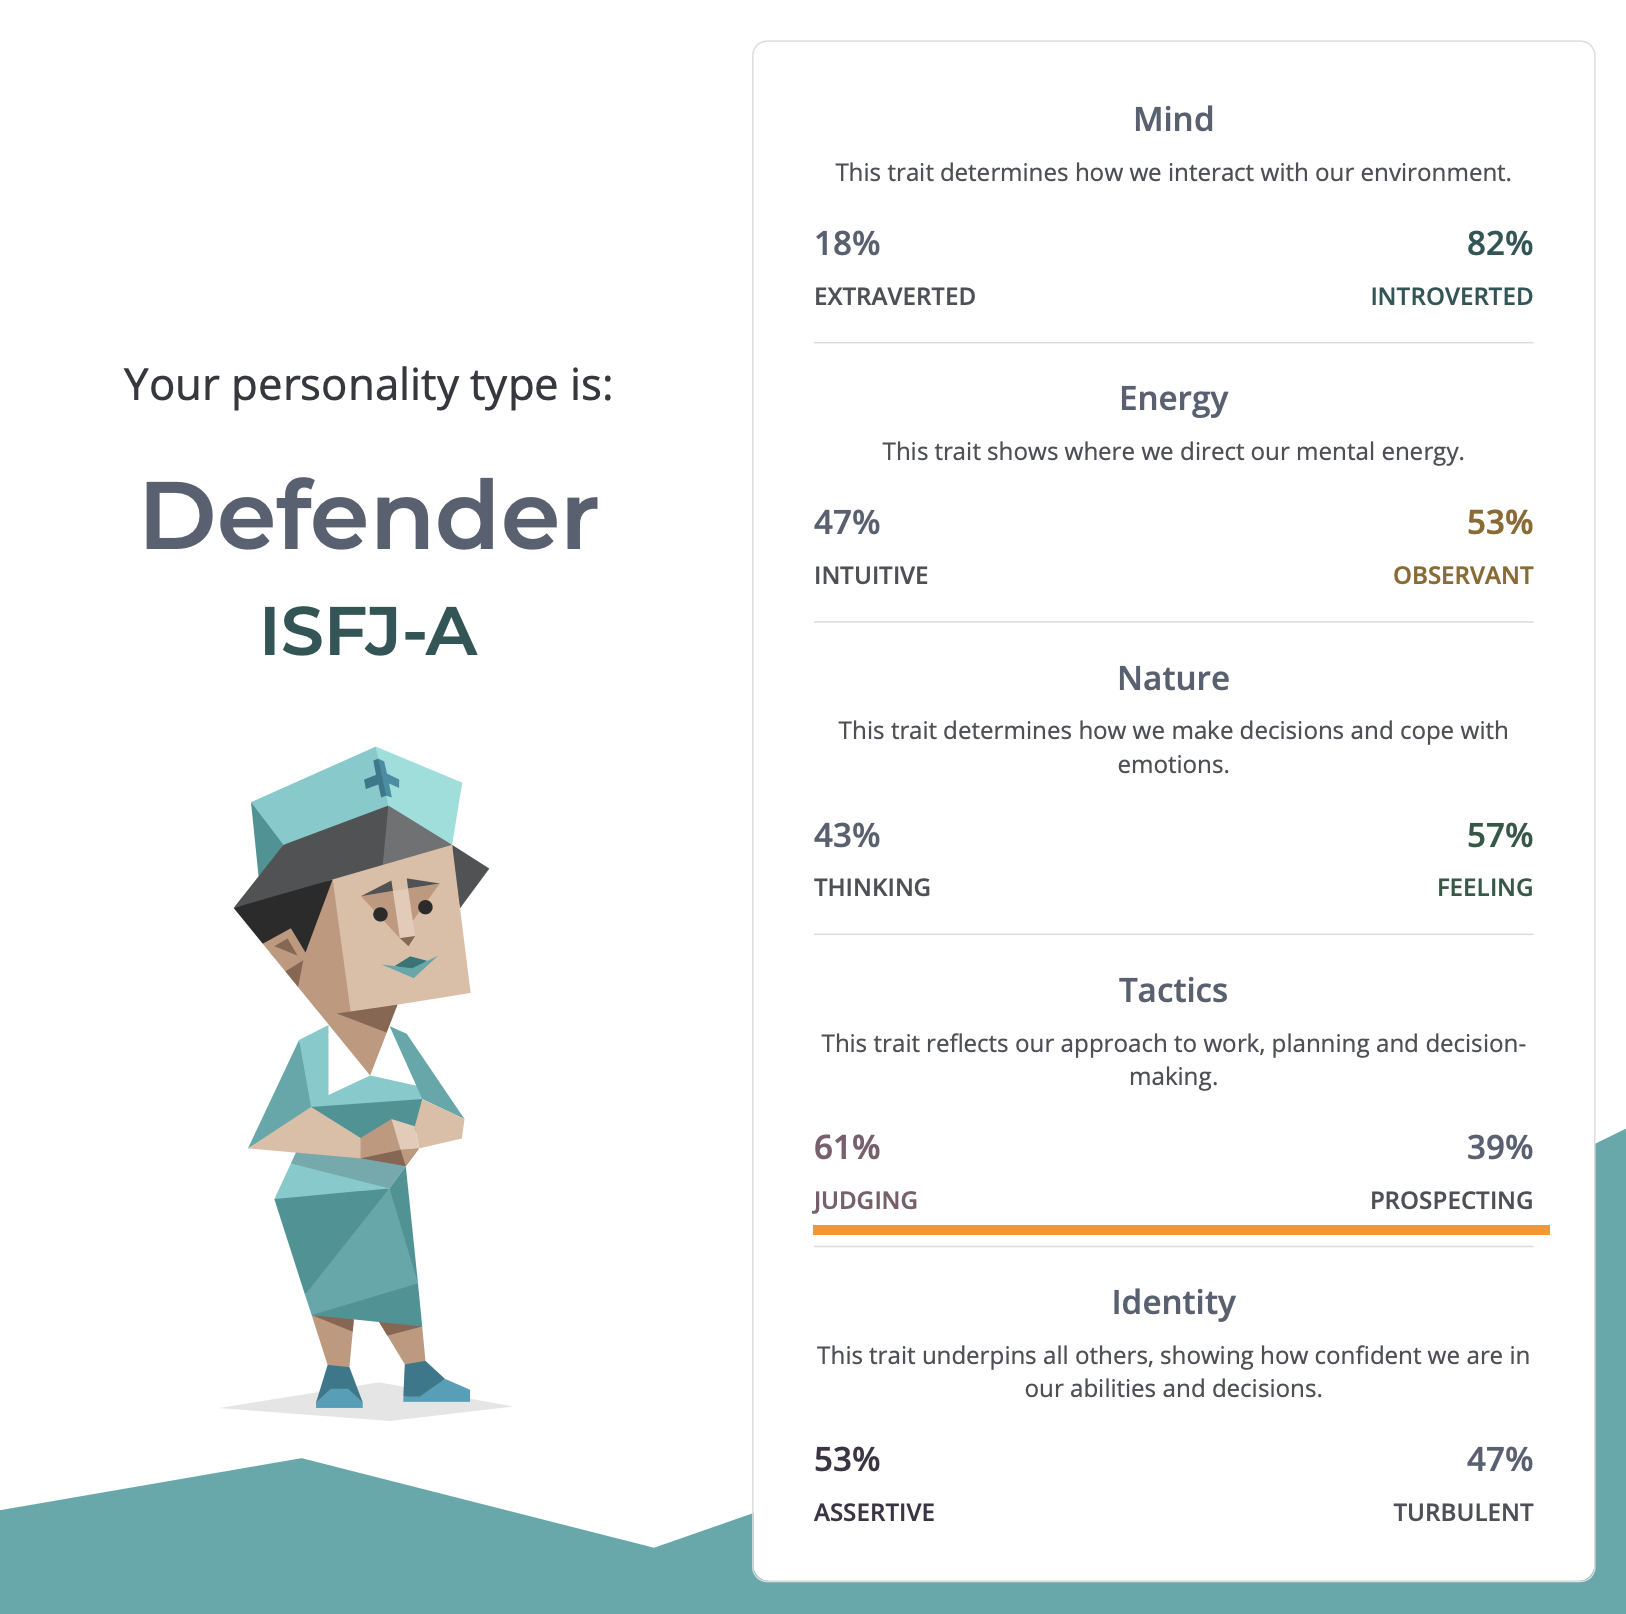 Your personality type is:
Defender
ISFJ-A
Mind
This trait determines how we interact with our environment.
18% 82%
EXTRAVERTED INTROVERTED
Energy
This trait shows where we direct our mental energy.
47% 53%
INTUITIVE OBSERVANT
Nature
This trait determines how we make decisions and cope with
emotions.
43% 57%
THINKING FEELING
Tactics
This trait reflects our approach to work, planning and decision-
making.
61% 39%
JUDGING PROSPECTING
Identity
This trait underpins all others, showing how confident we are in
our abilities and decisions.
53% 47%
ASSERTIVE TURBULENT